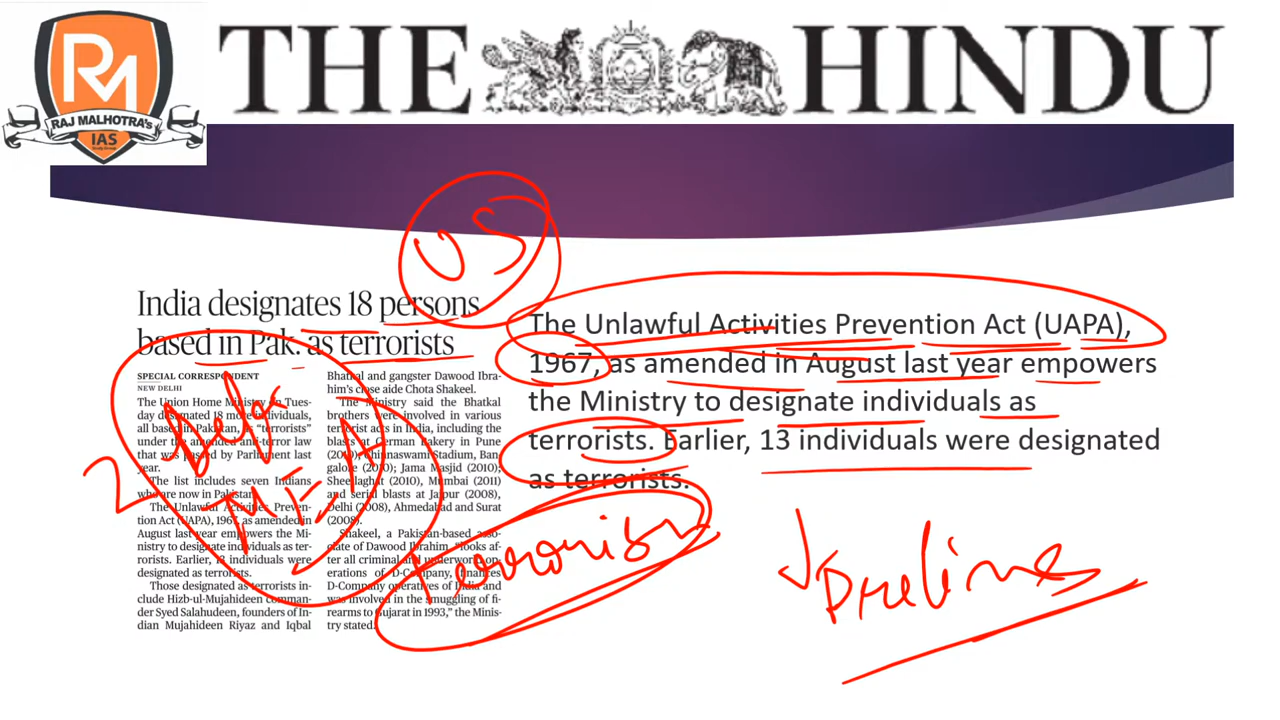 RM
RAJ MALHOTRA'S
IAS
Study Group
THE HINDU
US
India designates 18 persons
based in Pak. as terrorists
SPECIAL CORRESPONDENT
NEW DELHI
The Union Home Ministry on Tues-
day designated 18 more individuals,
all based in Pakistan, as "terrorists"
under the amended anti-terror law
that was passed by Parliament last
year.
The list includes seven Indians
who are now in Pakistan.
The Unlawful Activities Preven-
tion Act (UAPA), 1967, as amended in
August last year empowers the Mi-
nistry to designate individuals as ter-
rorists. Earlier, 13 individuals were
designated as terrorists.
Those designated as terrorists in-
clude Hizb-ul-Mujahideen comman-
der Syed Salahudeen, founders of In-
dian Mujahideen Riyaz and Iqbal
Bhatkal and gangster Dawood Ibra-
him's close aide Chota Shakeel.
The Ministry said the Bhatkal
brothers were involved in various
terrorist acts in India, including the
blasts at German Bakery in Pune
(2010); Chinnaswami Stadium, Ban
galore (2010); Jama Masjid (2010);
Sheetlaghat (2010), Mumbai (2011)
and serial blasts at Jaipur (2008),
Delhi (2008), Ahmedabad and Surat
(2008).
Shakeel, a Pakistan-based asso-
ciate of Dawood Ibrahim, "looks af-
ter all criminal and underworld op-
erations of D-Company, finances
D-Company operatives of India and
was involved in the smuggling of fi-
rearms to Gujarat in 1993," the Minis-
try stated.
The Unlawful Activities Prevention Act (UAPA),
1967, as amended in August last year empowers
the Ministry to designate individuals as
terrorists. Earlier, 13 individuals were designated
as terrorists.
2
MEA
Terrorism
Prelims